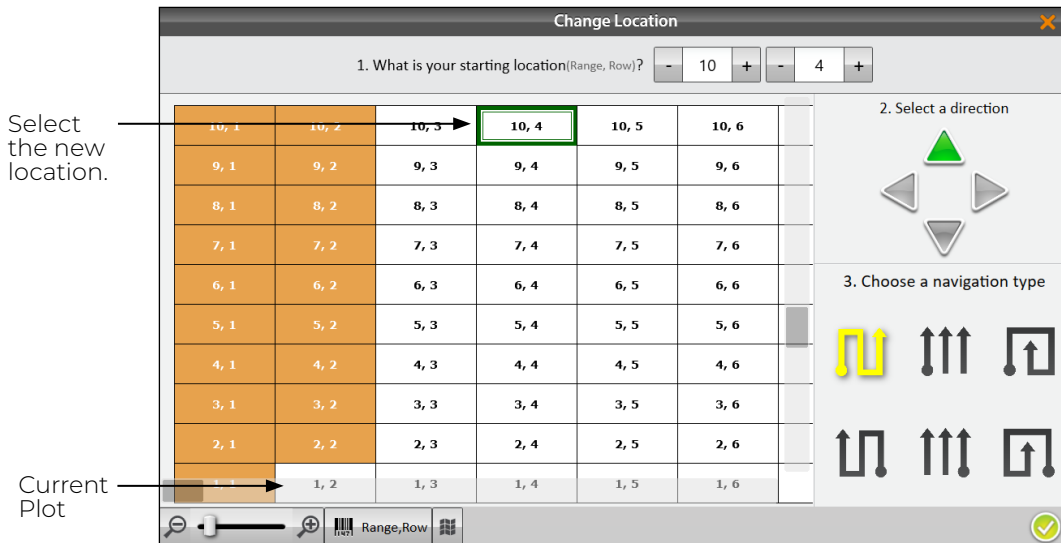 Change Location
1. What is your starting location(Range, Row)? - 10 + - 4 +
Select
the new
location.
10, 1 10, 2 10, 3 10, 4 10, 5 10, 6
9, 1 9, 2 9, 3 9, 4 9, 5 9, 6
8, 1 8, 2 8, 3 8, 4 8, 5 8, 6
7, 1 7, 2 7, 3 7, 4 7, 5 7, 6
6, 1 6, 2 6, 3 6, 4 6, 5 6, 6
5, 1 5, 2 5, 3 5, 4 5, 5 5, 6
4, 1 4, 2 4, 3 4, 4 4, 5 4, 6
3, 1 3, 2 3, 3 3, 4 3, 5 3, 6
2, 1 2, 2 2, 3 2, 4 2, 5 2, 6
1, 1 1, 2 1, 3 1, 4 1, 5 1, 6
2. Select a direction
3. Choose a navigation type
Current
Plot
Range,Row